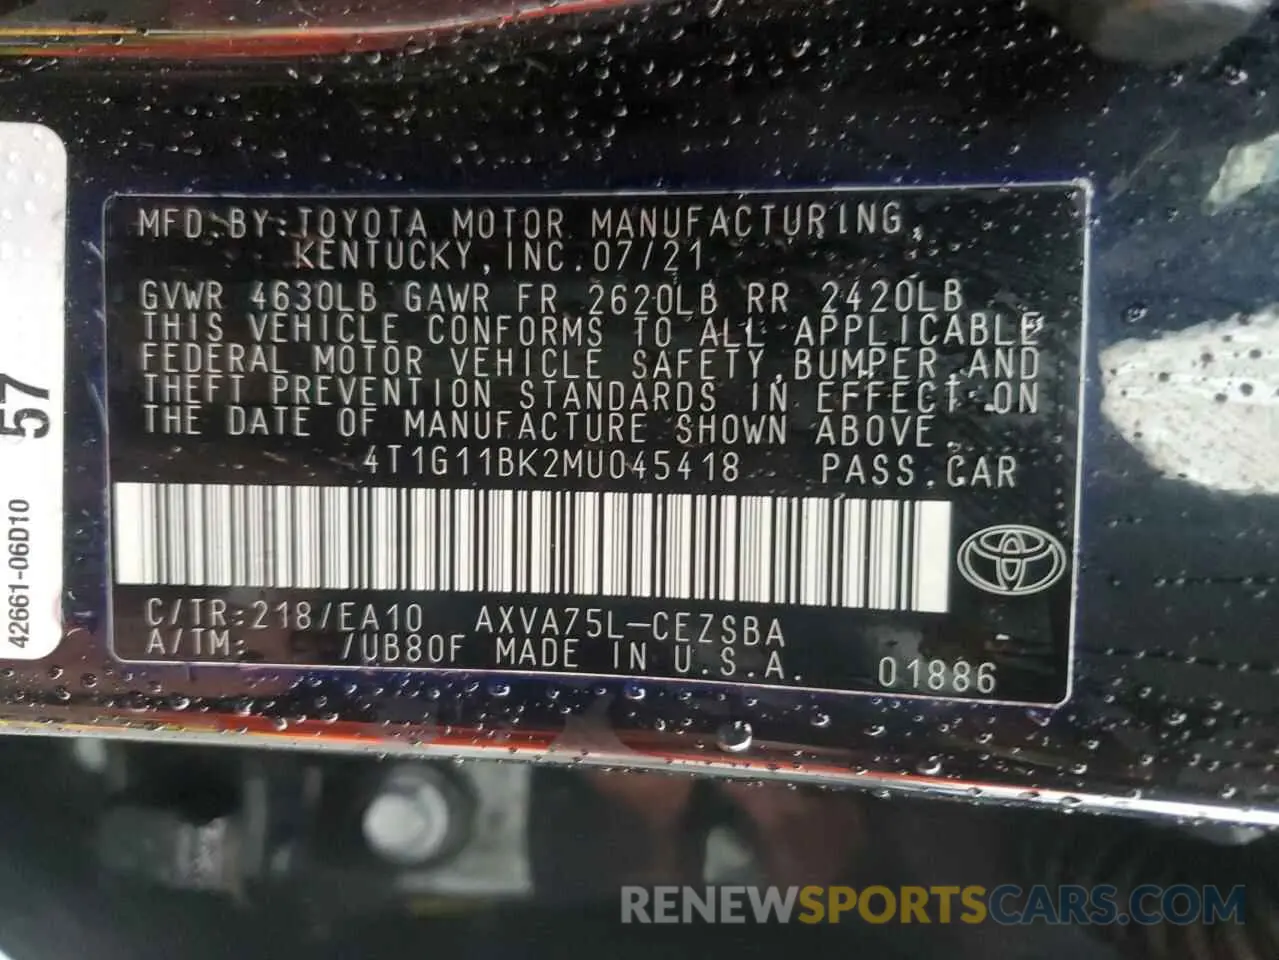 MFD.BY:TOYOTA MOTOR MANUFACTURING,
KENTUCKY, INC. 07/21
GVWR 4630LB GAWR FR 2620LB RR 2420LB
THIS VEHICLE CONFORMS TO ALL APPLICABLE
FEDERAL MOTOR VEHICLE SAFETY, BUMPER AND
THEFT PREVENTION STANDARDS IN EFFECT ON
THE DATE OF MANUFACTURE SHOWN ABOVE.
4T1G11BK2MU045418 PASS.CAR
C/TR:218/EA10 AXVA75L-CEZSBA
A/TM: /UB80F MADE IN U.S.A. 01886
57
42661-06D10
RENEWSPORTSCARS.COM